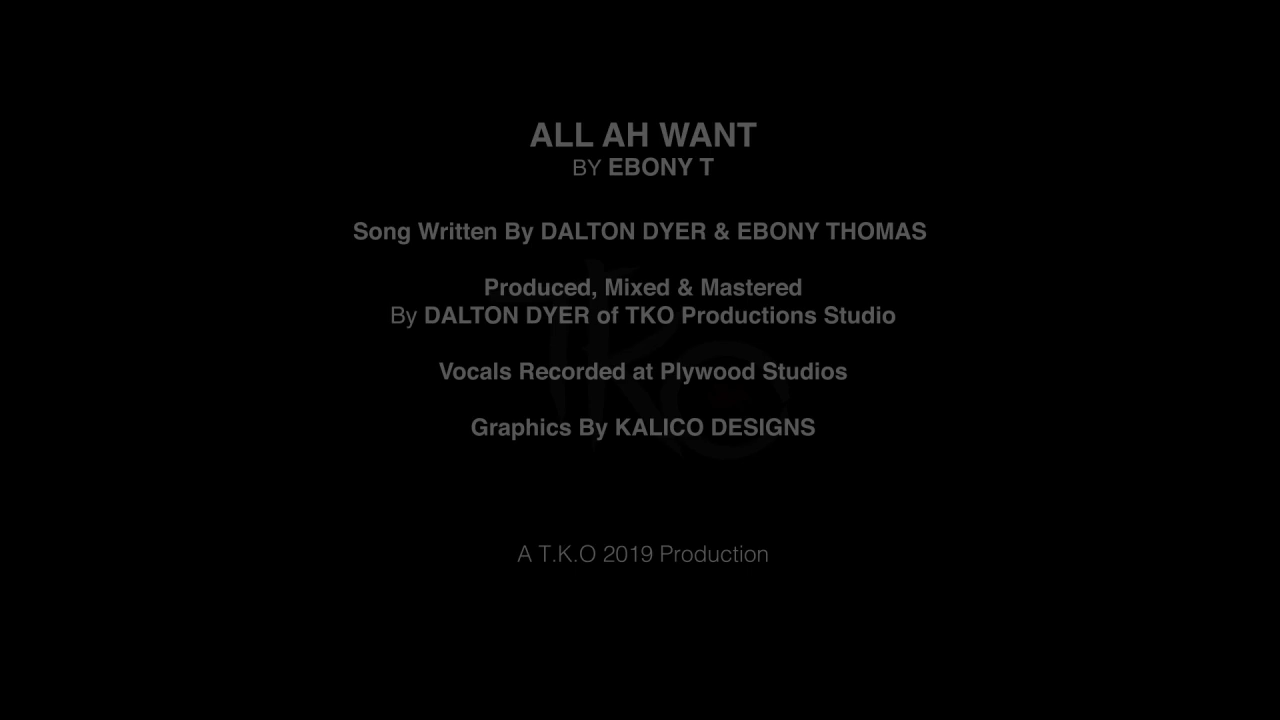 ALL AH WANT
BY EBONY T
Song Written By DALTON DYER & EBONY THOMAS
Produced, Mixed & Mastered
By DALTON DYER of TKO Productions Studio
Vocals Recorded at Plywood Studios
Graphics By KALICO DESIGNS
TKO
A T.K.O 2019 Production